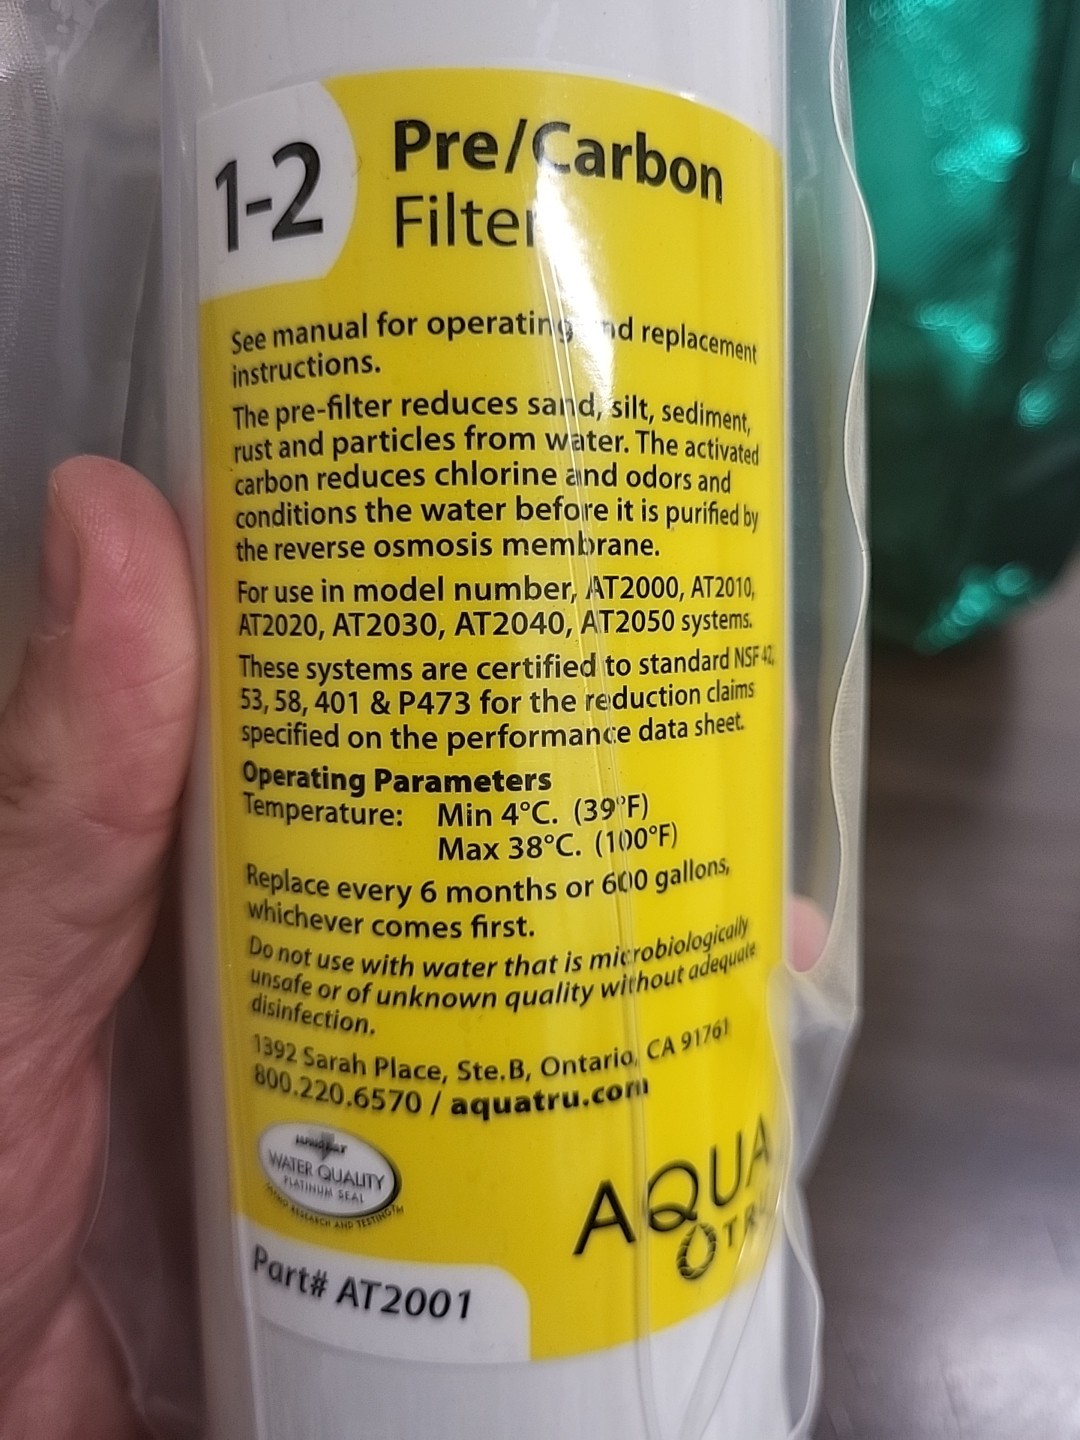 1-2
Pre/Carbon
Filter
See manual for operating and replacement
instructions.
The pre-filter reduces sand, silt, sediment,
rust and particles from water. The activated
carbon reduces chlorine and odors and
conditions the water before it is purified by
the reverse osmosis membrane.
For use in model number, AT2000, AT2010,
AT2020, AT2030, AT2040, AT2050 systems.
These systems are certified to standard NSF 42,
53, 58, 401 & P473 for the reduction claims
specified on the performance data sheet.
Operating Parameters
Temperature: Min 4°C. (39°F)
Max 38°C. (100°F)
Replace every 6 months or 600 gallons,
whichever comes first.
Do not use with water that is microbiologically
unsafe or of unknown quality without adequate
disinfection.
1392 Sarah Place, Ste.B, Ontario, CA 91761
800.220.6570 / aquatru.com
WATER QUALITY
PLATINUM SEAL
RESEARCH AND TESTING™
AQUA
TRU
Part# AT2001